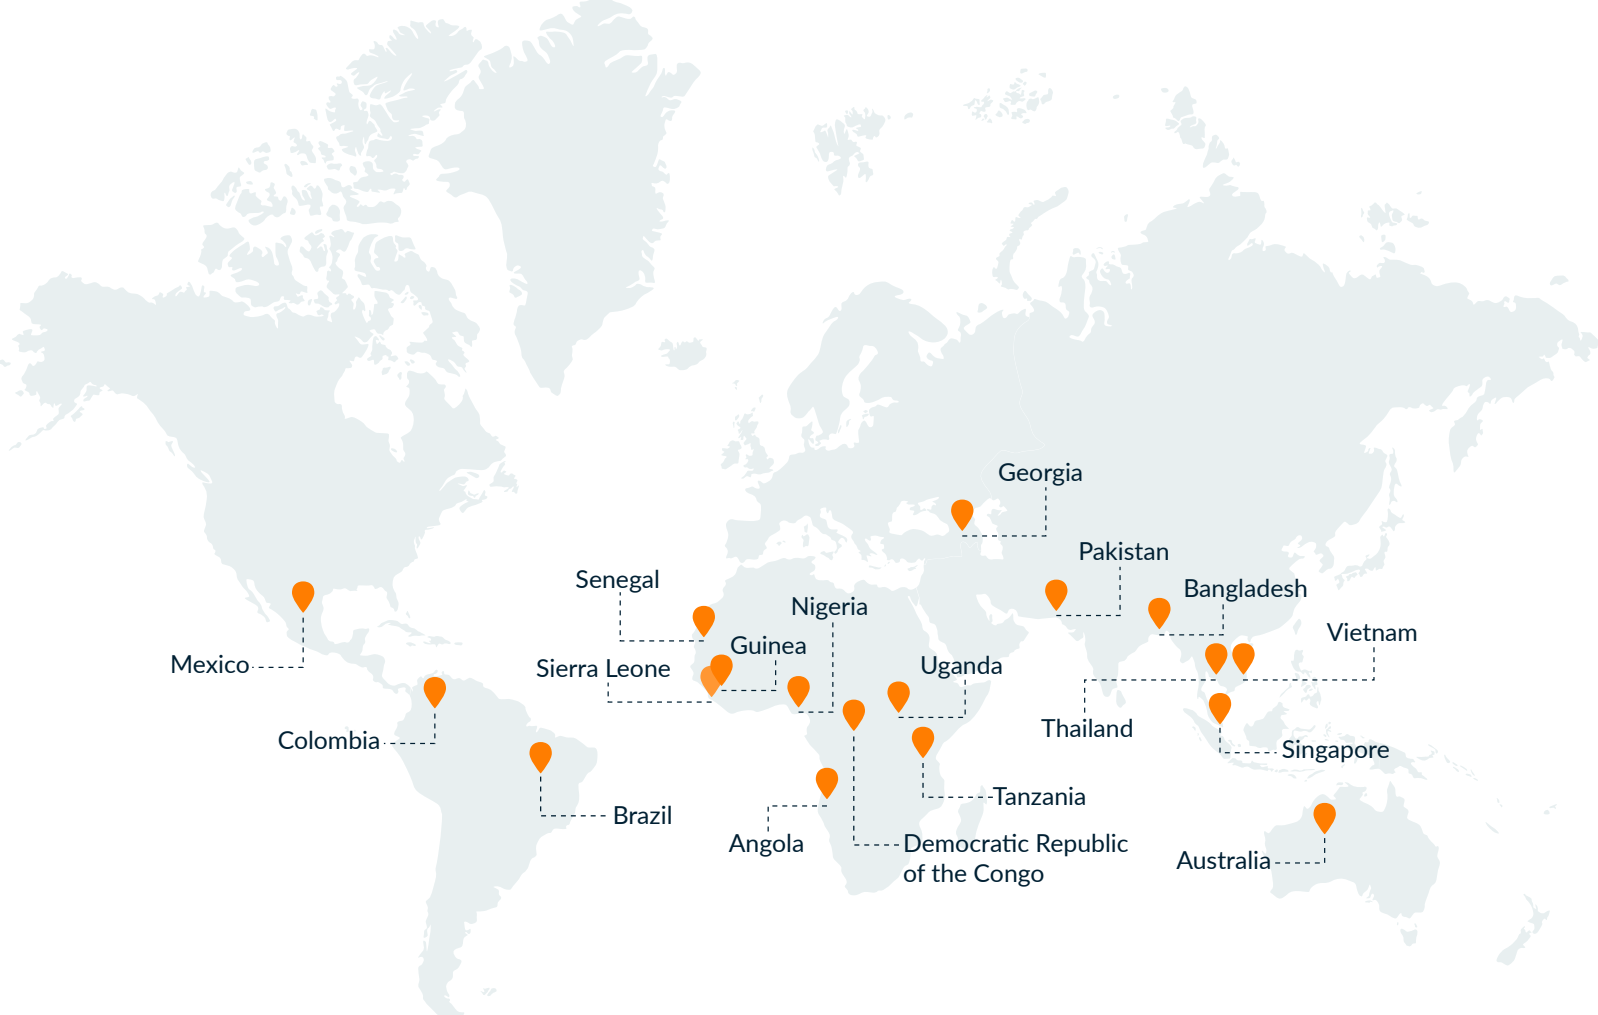 Georgia
Pakistan
Senegal
Bangladesh
Nigeria
Vietnam
Guinea
Mexico
Sierra Leone
Uganda
Thailand
Colombia
Singapore
Tanzania
Brazil
Angola
Democratic Republic
of the Congo
Australia